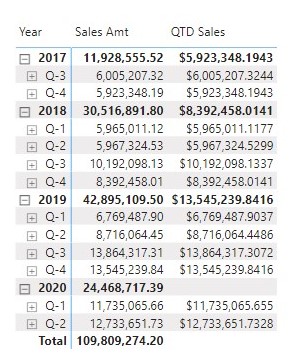 Year Sales Amt QTD Sales
2017 11,928,555.52 $5,923,348.1943
Q-3 6,005,207.32 $6,005,207.3244
Q-4 5,923,348.19 $5,923,348.1943
2018 30,516,891.80 $8,392,458.0141
Q-1 5,965,011.12 $5,965,011.1177
Q-2 5,967,324.53 $5,967,324.5299
Q-3 10,192,098.13 $10,192,098.1337
Q-4 8,392,458.01 $8,392,458.0141
2019 42,895,109.50 $13,545,239.8416
Q-1 6,769,487.90 $6,769,487.9037
Q-2 8,716,064.45 $8,716,064.4486
Q-3 13,864,317.31 $13,864,317.3072
Q-4 13,545,239.84 $13,545,239.8416
2020 24,468,717.39
Q-1 11,735,065.66 $11,735,065.655
Q-2 12,733,651.73 $12,733,651.7328
Total 109,809,274.20